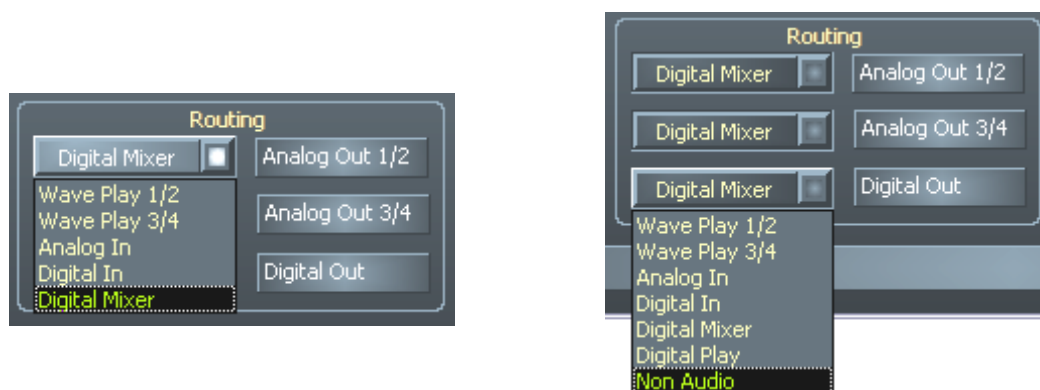 Routing
Digital Mixer
Analog Out 1/2
Wave Play 1/2
Wave Play 3/4
Analog In
Digital In
Digital Mixer
Analog Out 3/4
Digital Out
Routing
Digital Mixer
Analog Out 1/2
Digital Mixer
Analog Out 3/4
Digital Mixer
Digital Out
Wave Play 1/2
Wave Play 3/4
Analog In
Digital In
Digital Mixer
Digital Play
Non Audio